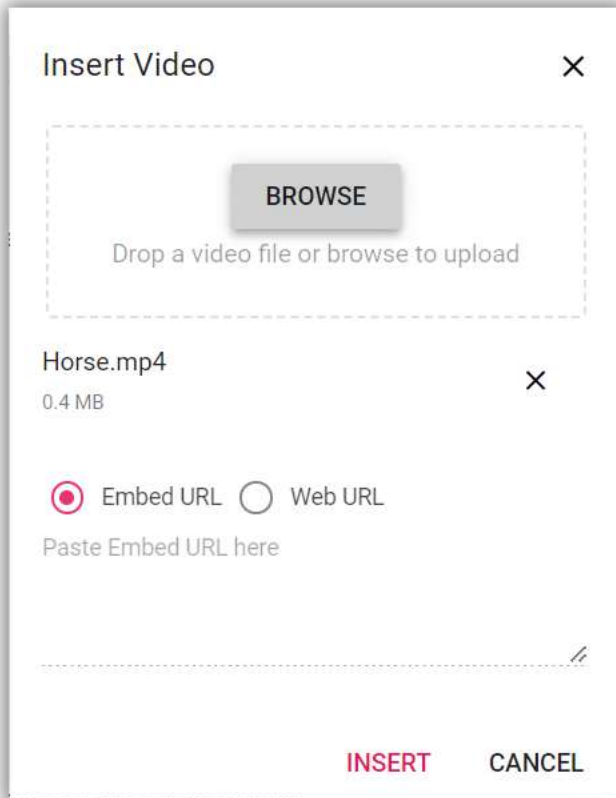 Insert Video
BROWSE
Drop a video file or browse to upload
Horse.mp4
0.4 MB
Embed URL Web URL
Paste Embed URL here
INSERT CANCEL